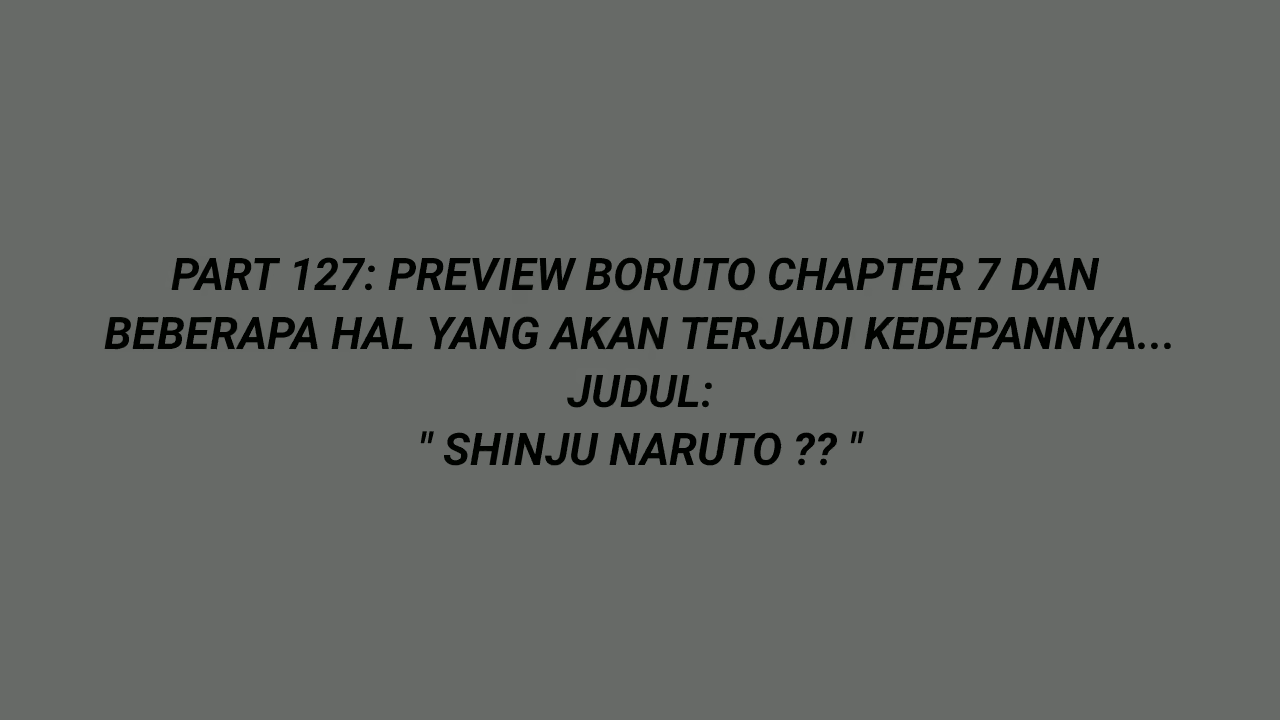 PART 127: PREVIEW BORUTO CHAPTER 7 DAN
BEBERAPA HAL YANG AKAN TERJADI KEDEPANNYA...
JUDUL:
" SHINJU NARUTO ?? "